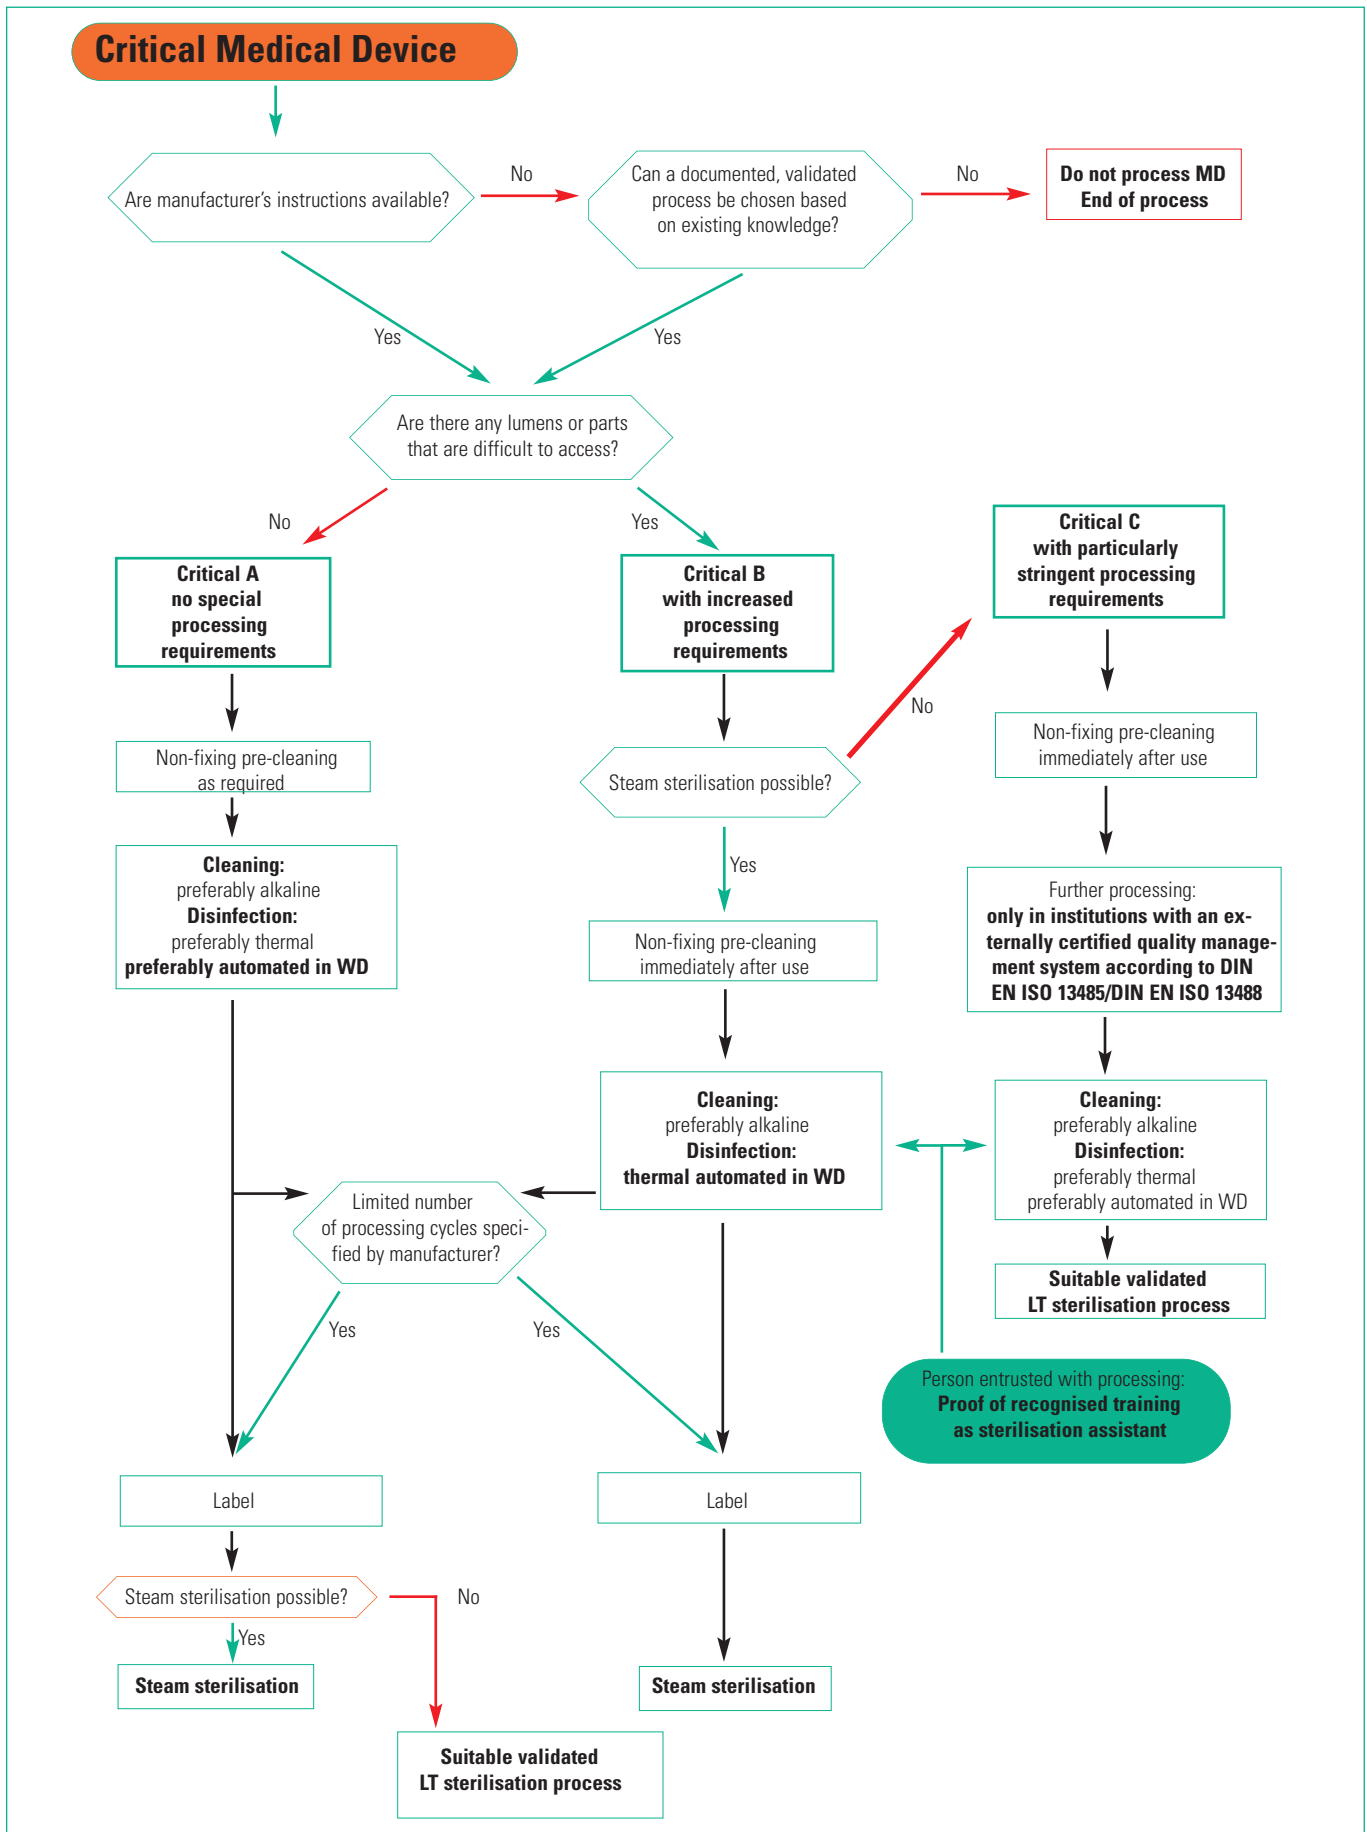 Critical Medical Device
Are manufacturer's instructions available?
No
Can a documented, validated
process be chosen based
on existing knowledge?
No
Do not process MD
End of process
Yes
Yes
Are there any lumens or parts
that are difficult to access?
No
Yes
Critical A
no special
processing
requirements
Critical B
with increased
processing
requirements
Critical C
with particularly
stringent processing
requirements
No
Non-fixing pre-cleaning
as required
Steam sterilisation possible?
Non-fixing pre-cleaning
immediately after use
Yes
Cleaning:
preferably alkaline
Disinfection:
preferably thermal
preferably automated in WD
Non-fixing pre-cleaning
immediately after use
Further processing:
only in institutions with an ex-
ternally certified quality manage-
ment system according to DIN
EN ISO 13485/DIN EN ISO 13488
Cleaning:
preferably alkaline
Disinfection:
thermal automated in WD
Cleaning:
preferably alkaline
Disinfection:
preferably thermal
preferably automated in WD
Limited number
of processing cycles speci-
fied by manufacturer?
Suitable validated
LT sterilisation process
Yes
Yes
Person entrusted with processing:
Proof of recognised training
as sterilisation assistant
Label
Label
Steam sterilisation possible?
No
Yes
Steam sterilisation
Steam sterilisation
Suitable validated
LT sterilisation process